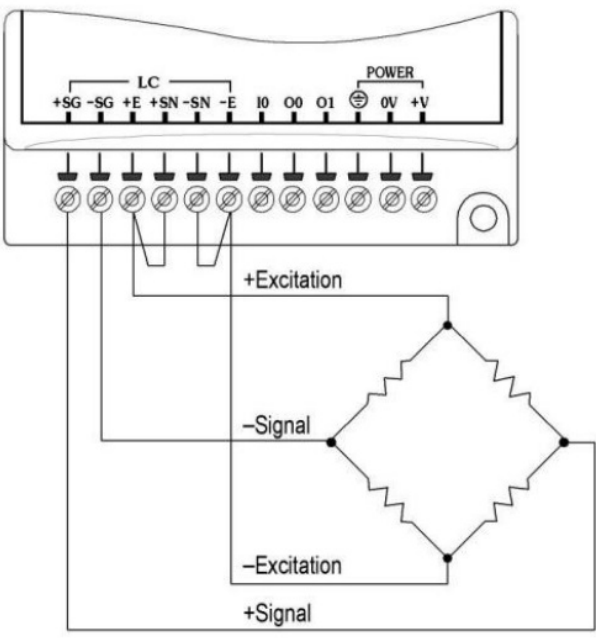 POWER
LC
+SG -SG +E +SN -SN -E I0 O0 O1 0V +V
+Excitation
–Signal
–Excitation
+Signal